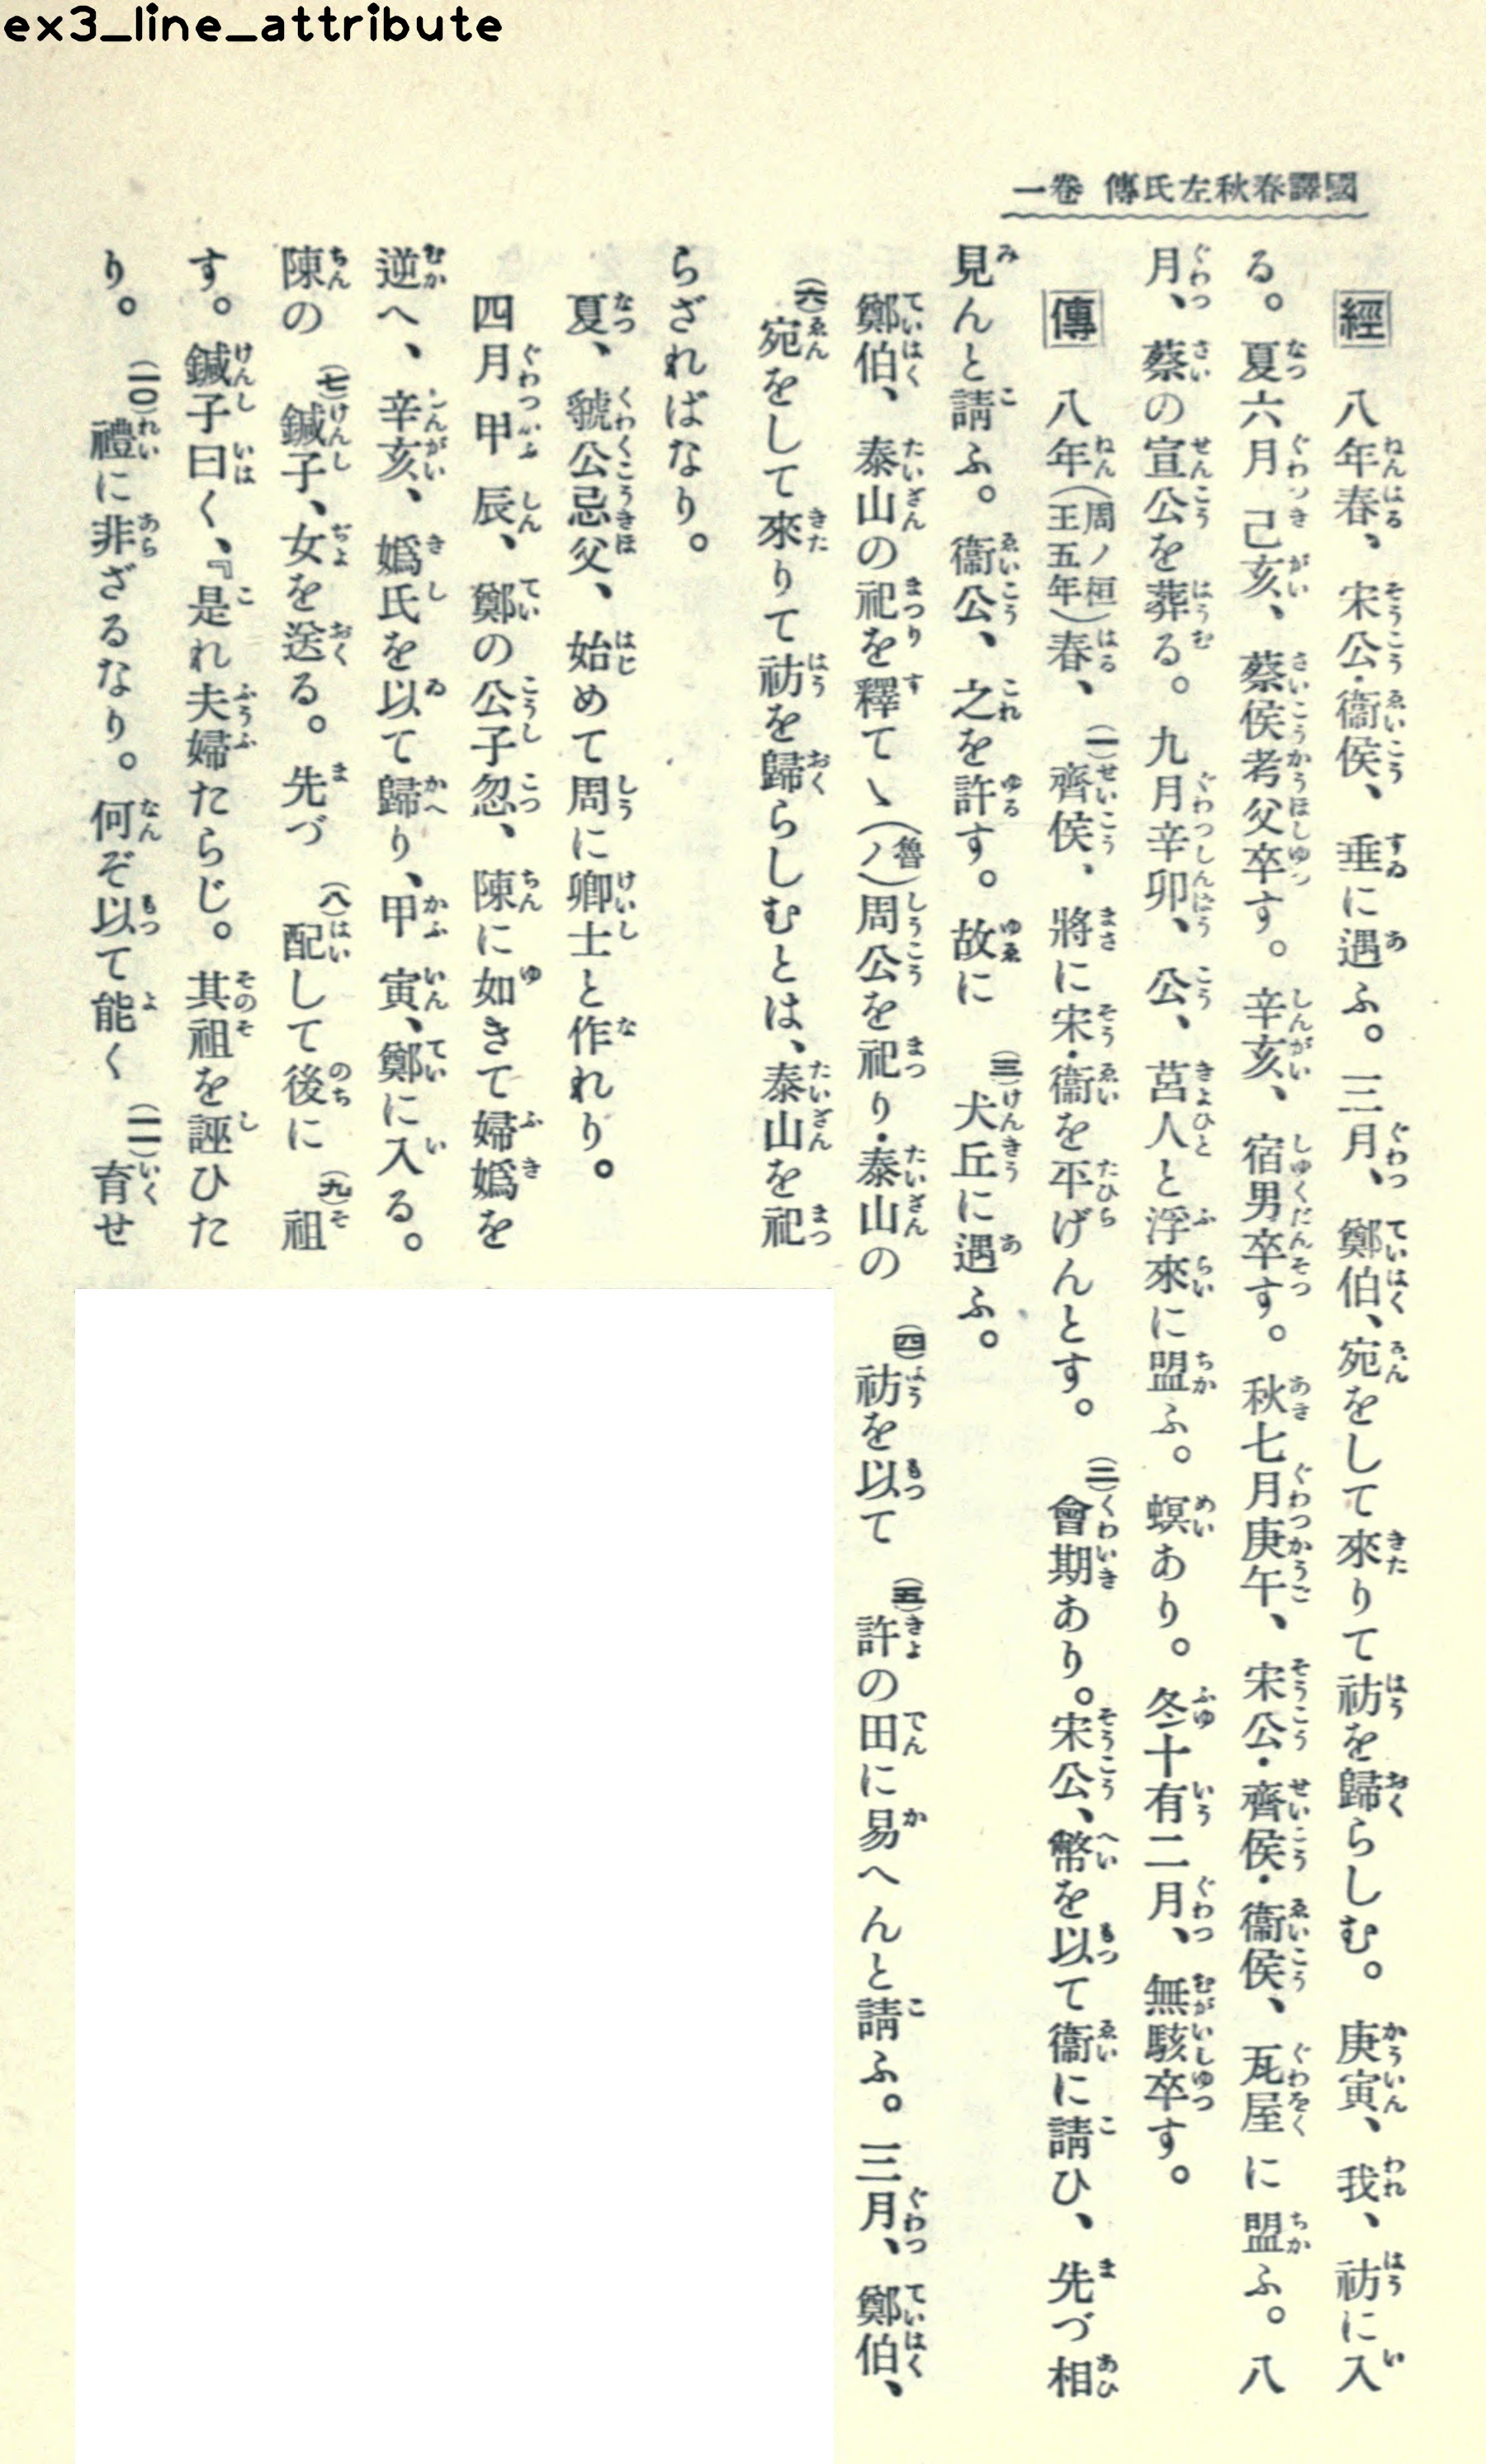 ex3_line_attribute
國譯春秋左氏傳 卷一
經 八年春、宋公・衞侯、垂に遇ふ。三月、鄭伯、宛をして來りて祊を歸らしむ。庚寅、我、祊に入
る。夏六月己亥、蔡侯考父卒す。辛亥、宿男卒す。秋七月庚午、宋公・齊侯・衞侯、瓦屋に盟ふ。八
月、蔡の宣公を葬る。九月辛卯、公、莒人と浮來に盟ふ。螟あり。冬十有二月、無駭卒す。
傳 八年(周ノ桓王五年)春、(一)齊侯、將に宋・衞を平げんとす。(二)會期あり。宋公、幣を以て衞に請ひ、先づ相
見んと請ふ。衞公、之を許す。故に(三)犬丘に遇ふ。
鄭伯、泰山の祀を釋てゝ(魯ノ)周公を祀り・泰山の(四)祊を以て(五)許の田に易へんと請ふ。三月、鄭伯、
(六)宛をして來りて祊を歸らしむとは、泰山を祀
らざればなり。
夏、虢公忌父、始めて周に卿士と作れり。
四月甲辰、鄭の公子忽、陳に如きて婦嬀を
逆へ、辛亥、嬀氏を以て歸り、甲寅、鄭に入る。
陳の(七)鍼子、女を送る。先づ(八)配して後に(九)祖
す。鍼子曰く、『是れ夫婦たらじ。其祖を誣ひた
り。(一〇)禮に非ざるなり。何ぞ以て能く(一一)育せ